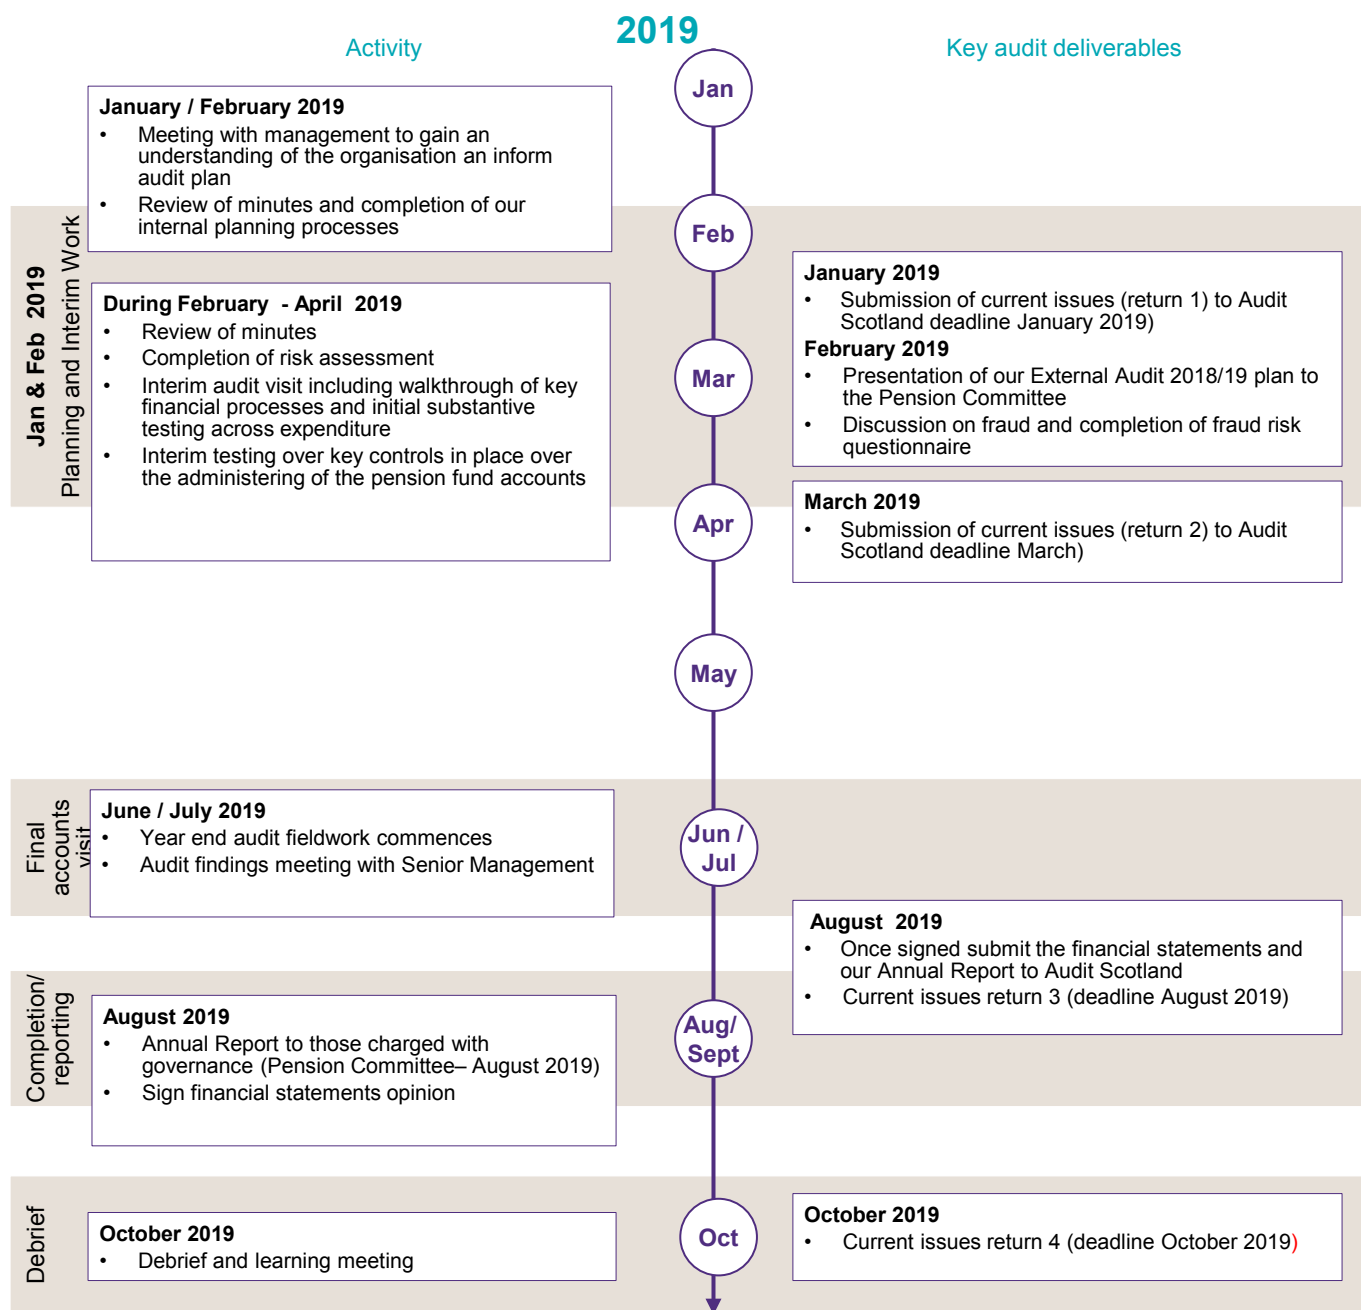 2019
Activity
Key audit deliverables
Jan
January / February 2019
• Meeting with management to gain an
understanding of the organisation an inform
audit plan
• Review of minutes and completion of our
internal planning processes
Jan & Feb 2019
Planning and Interim Work
Feb
During February - April 2019
• Review of minutes
• Completion of risk assessment
• Interim audit visit including walkthrough of key
financial processes and initial substantive
testing across expenditure
• Interim testing over key controls in place over
the administering of the pension fund accounts
January 2019
• Submission of current issues (return 1) to Audit
Scotland deadline January 2019)
February 2019
• Presentation of our External Audit 2018/19 plan to
the Pension Committee
• Discussion on fraud and completion of fraud risk
questionnaire
Mar
March 2019
• Submission of current issues (return 2) to Audit
Scotland deadline March)
Apr
May
Final
accounts
visit
June / July 2019
• Year end audit fieldwork commences
• Audit findings meeting with Senior Management
Jun /
Jul
August 2019
• Once signed submit the financial statements and
our Annual Report to Audit Scotland
• Current issues return 3 (deadline August 2019)
Completion/
reporting
August 2019
• Annual Report to those charged with
governance (Pension Committee– August 2019)
• Sign financial statements opinion
Aug/
Sept
Debrief
October 2019
• Debrief and learning meeting
Oct
October 2019
• Current issues return 4 (deadline October 2019)